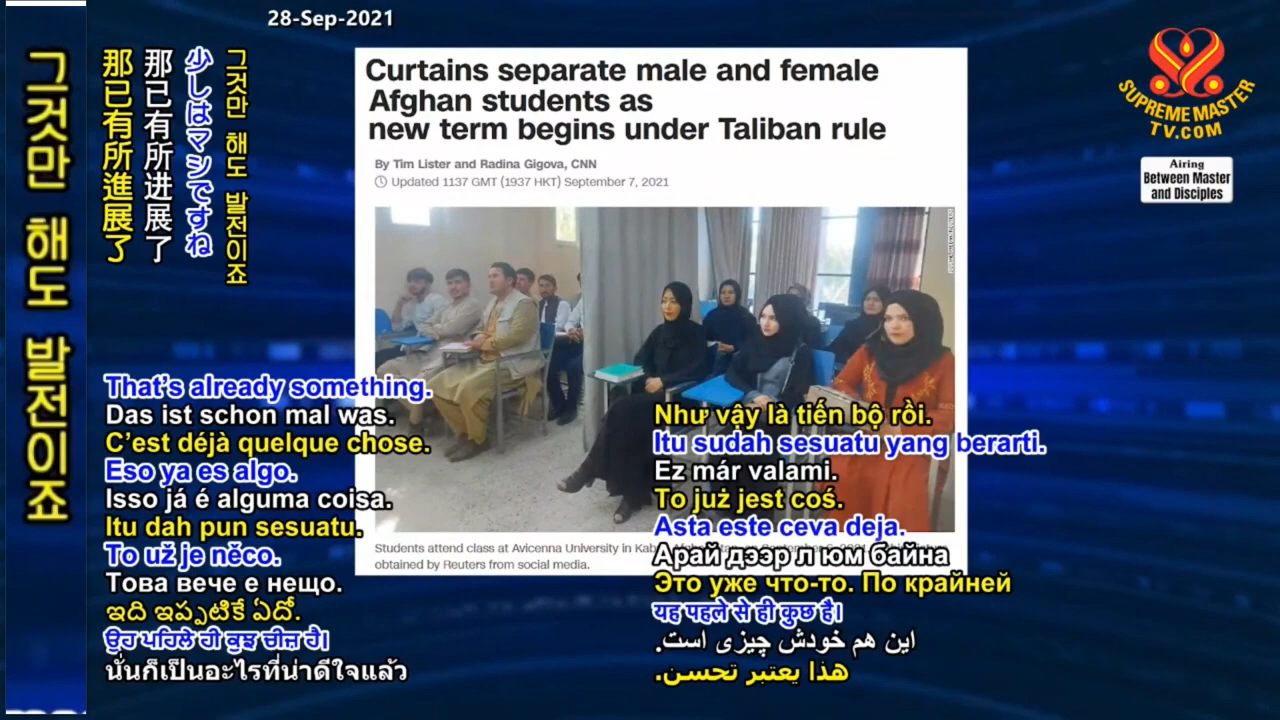 28-Sep-2021
그것만 해도 발전이죠
那已有所進展了
那已有所进展了
少しはマシですね
그것만 해도 발전이죠
Curtains separate male and female
Afghan students as
new term begins under Taliban rule
By Tim Lister and Radina Gigova, CNN
Updated 1137 GMT (1937 HKT) September 7, 2021
SUPREME MASTER
TV.COM
Airing
Between Master
and Disciples
That's already something.
Das ist schon mal was.
C'est déjà quelque chose.
Eso ya es algo.
Isso já é alguma coisa.
Itu dah pun sesuatu.
To už je něco.
Това вече е нещо.
ఇది ఇప్పటికే ఏదో.
ਉਹ ਪਹਿਲੇ ਹੀ ਕੁਝ ਚੀਜ਼ ਹੈ।
นั่นก็เป็นอะไรที่น่าดีใจแล้ว
Như vậy là tiến bộ rồi.
Itu sudah sesuatu yang berarti.
Ez már valami.
To już jest coś.
Asta este ceva deja.
Арай дээр л юм байна
Это уже что-то. По крайней
यह पहले से ही कुछ है।
این هم خودش چیزی است.
هذا يعتبر تحسن.
Students attend class at Avicenna University in
obtained by Reuters from social media.